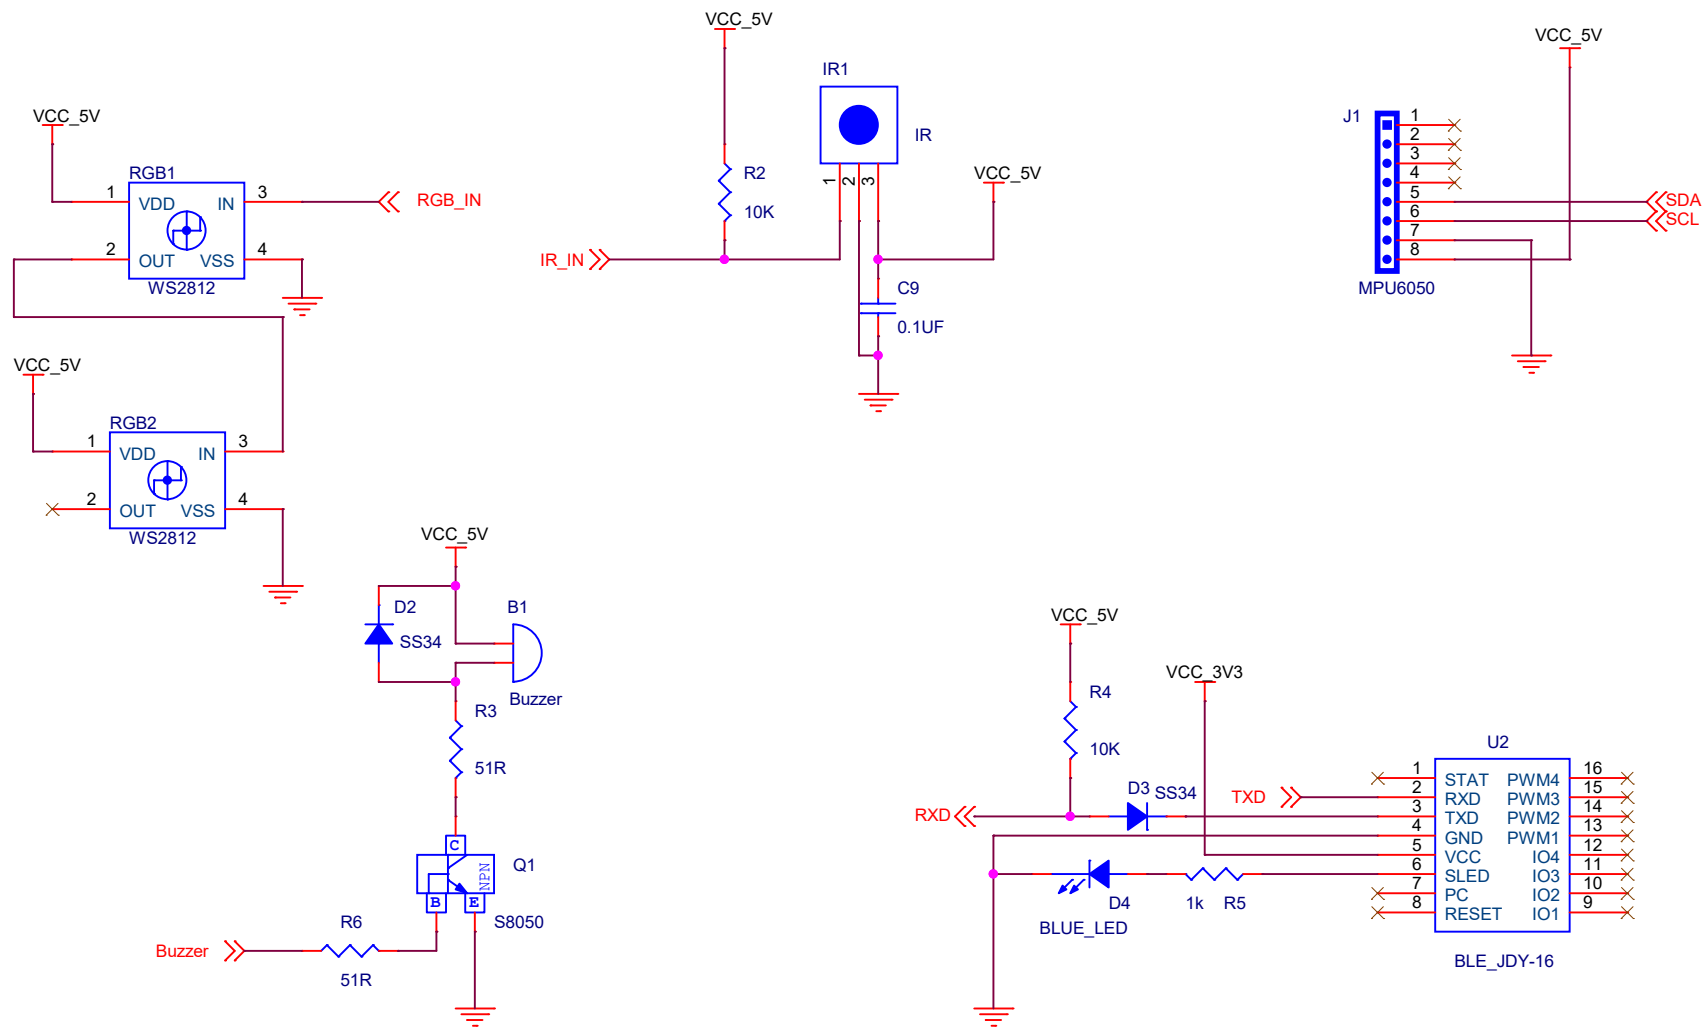 VCC_5V
RGB1
1 VDD IN 3 RGB_IN
2 OUT VSS 4
WS2812
VCC_5V
RGB2
1 VDD IN 3
2 OUT VSS 4
WS2812
VCC_5V
IR1
IR
R2
10K
1 2 3
VCC_5V
IR_IN
C9
0.1UF
VCC_5V
J1
1
2
3
4
5 SDA
6 SCL
7
8
MPU6050
VCC_5V
D2
SS34
B1
Buzzer
R3
51R
C
NPN
B E
Q1
S8050
R6
Buzzer
51R
VCC_5V
VCC_3V3
R4
10K
D3 SS34
RXD
TXD
D4
BLUE_LED
1k R5
U2
1 STAT PWM4 16
2 RXD PWM3 15
3 TXD PWM2 14
4 GND PWM1 13
5 VCC IO4 12
6 SLED IO3 11
7 PC IO2 10
8 RESET IO1 9
BLE_JDY-16